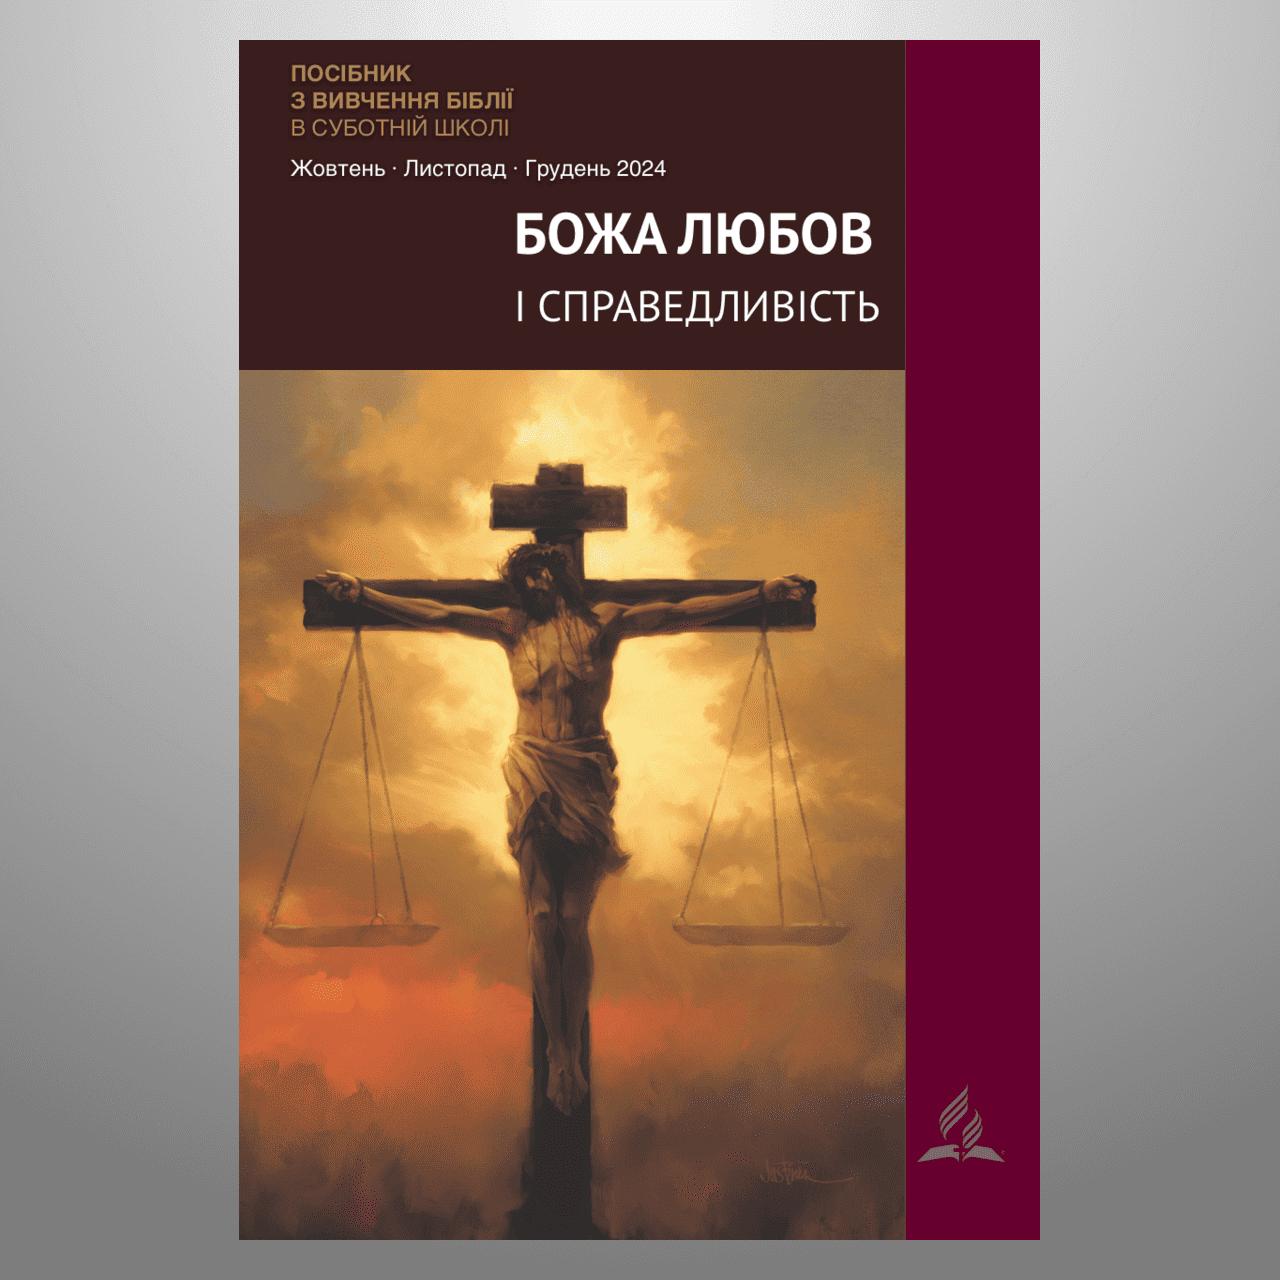 ПОСІБНИК
З ВИВЧЕННЯ БІБЛІЇ
В СУБОТНІЙ ШКОЛІ
Жовтень · Листопад · Грудень 2024
БОЖА ЛЮБОВ
І СПРАВЕДЛИВІСТЬ